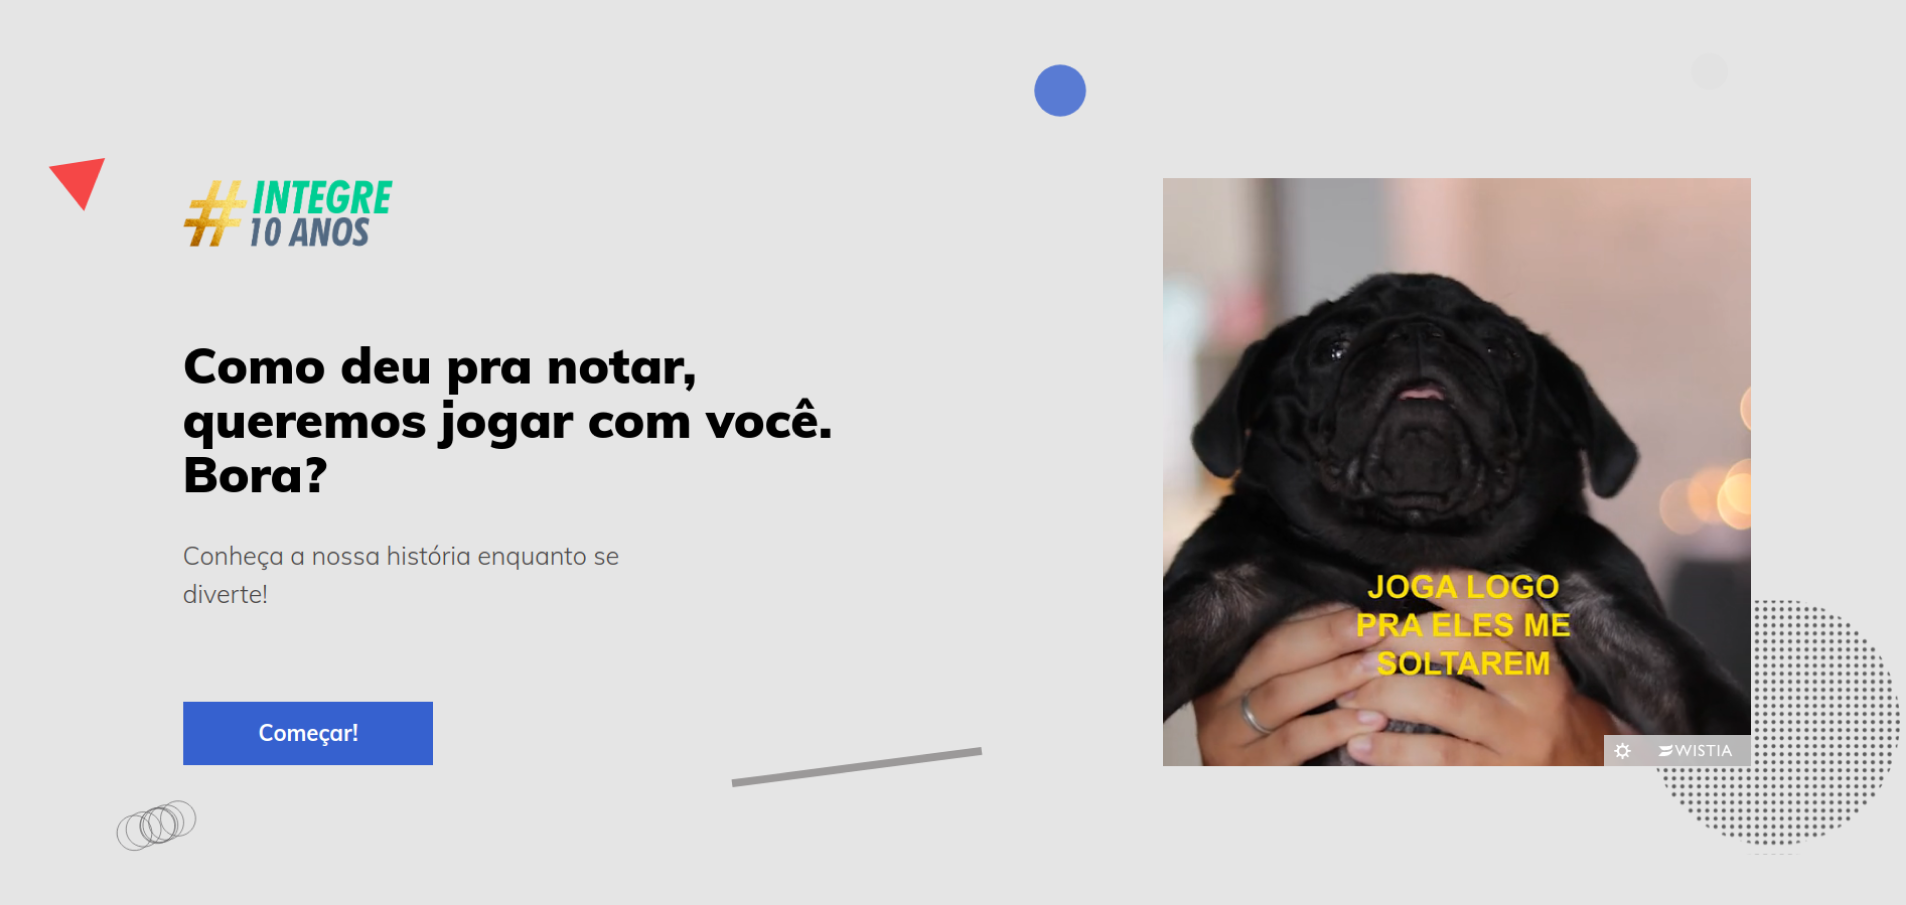 #INTEGRE
10 ANOS
Como deu pra notar,
queremos jogar com você.
Bora?
Conheça a nossa história enquanto se
diverte!
Começar!
JOGA LOGO
PRA ELES ME
SOLTAREM
WISTIA